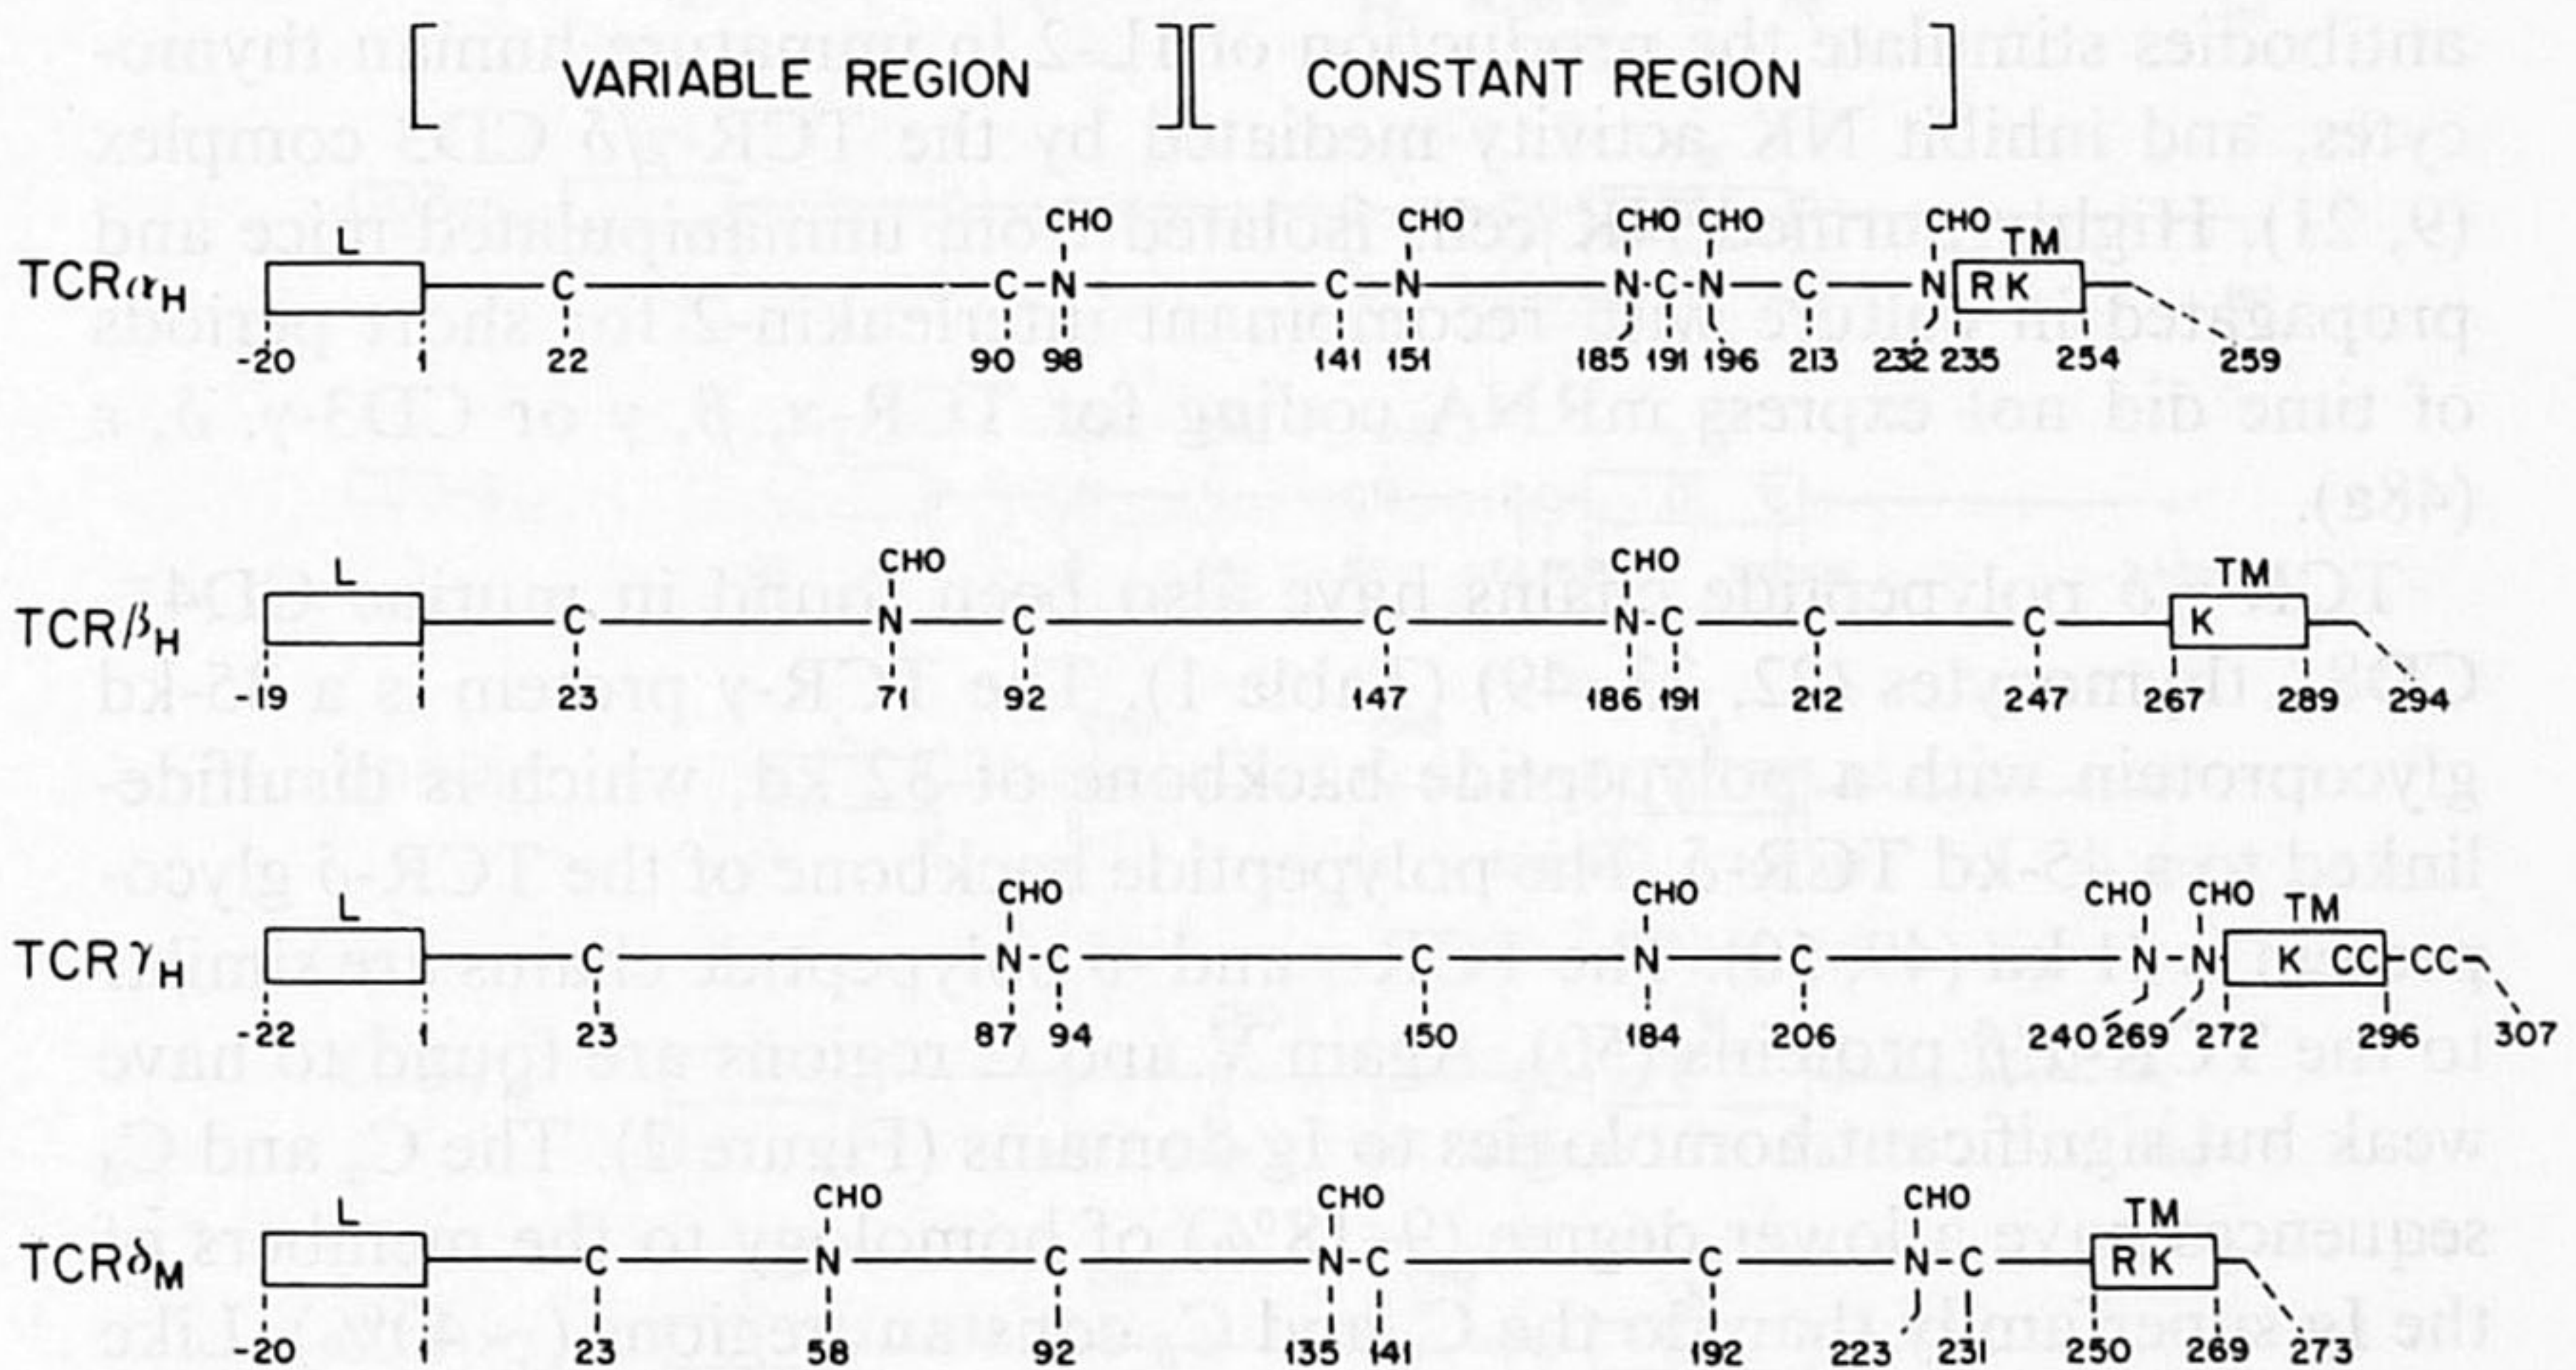 [ VARIABLE REGION ] [ CONSTANT REGION ]
CHO CHO CHO CHO CHO
L TM
TCRαH C C-N C-N N-C-N C N R K
-20 1 22 90 98 141 151 185 191 196 213 232 235 254 259
CHO CHO
L TM
TCRβH C N C C N-C C C K
-19 1 23 71 92 147 186 191 212 247 267 289 294
CHO CHO CHO CHO
L TM
TCRγH C N-C C N C N-N K CC CC
-22 1 23 87 94 150 184 206 240 269 272 296 307
CHO CHO CHO
L TM
TCRδM C N C N-C C N-C R K
-20 1 23 58 92 135 141 192 223 231 250 269 273